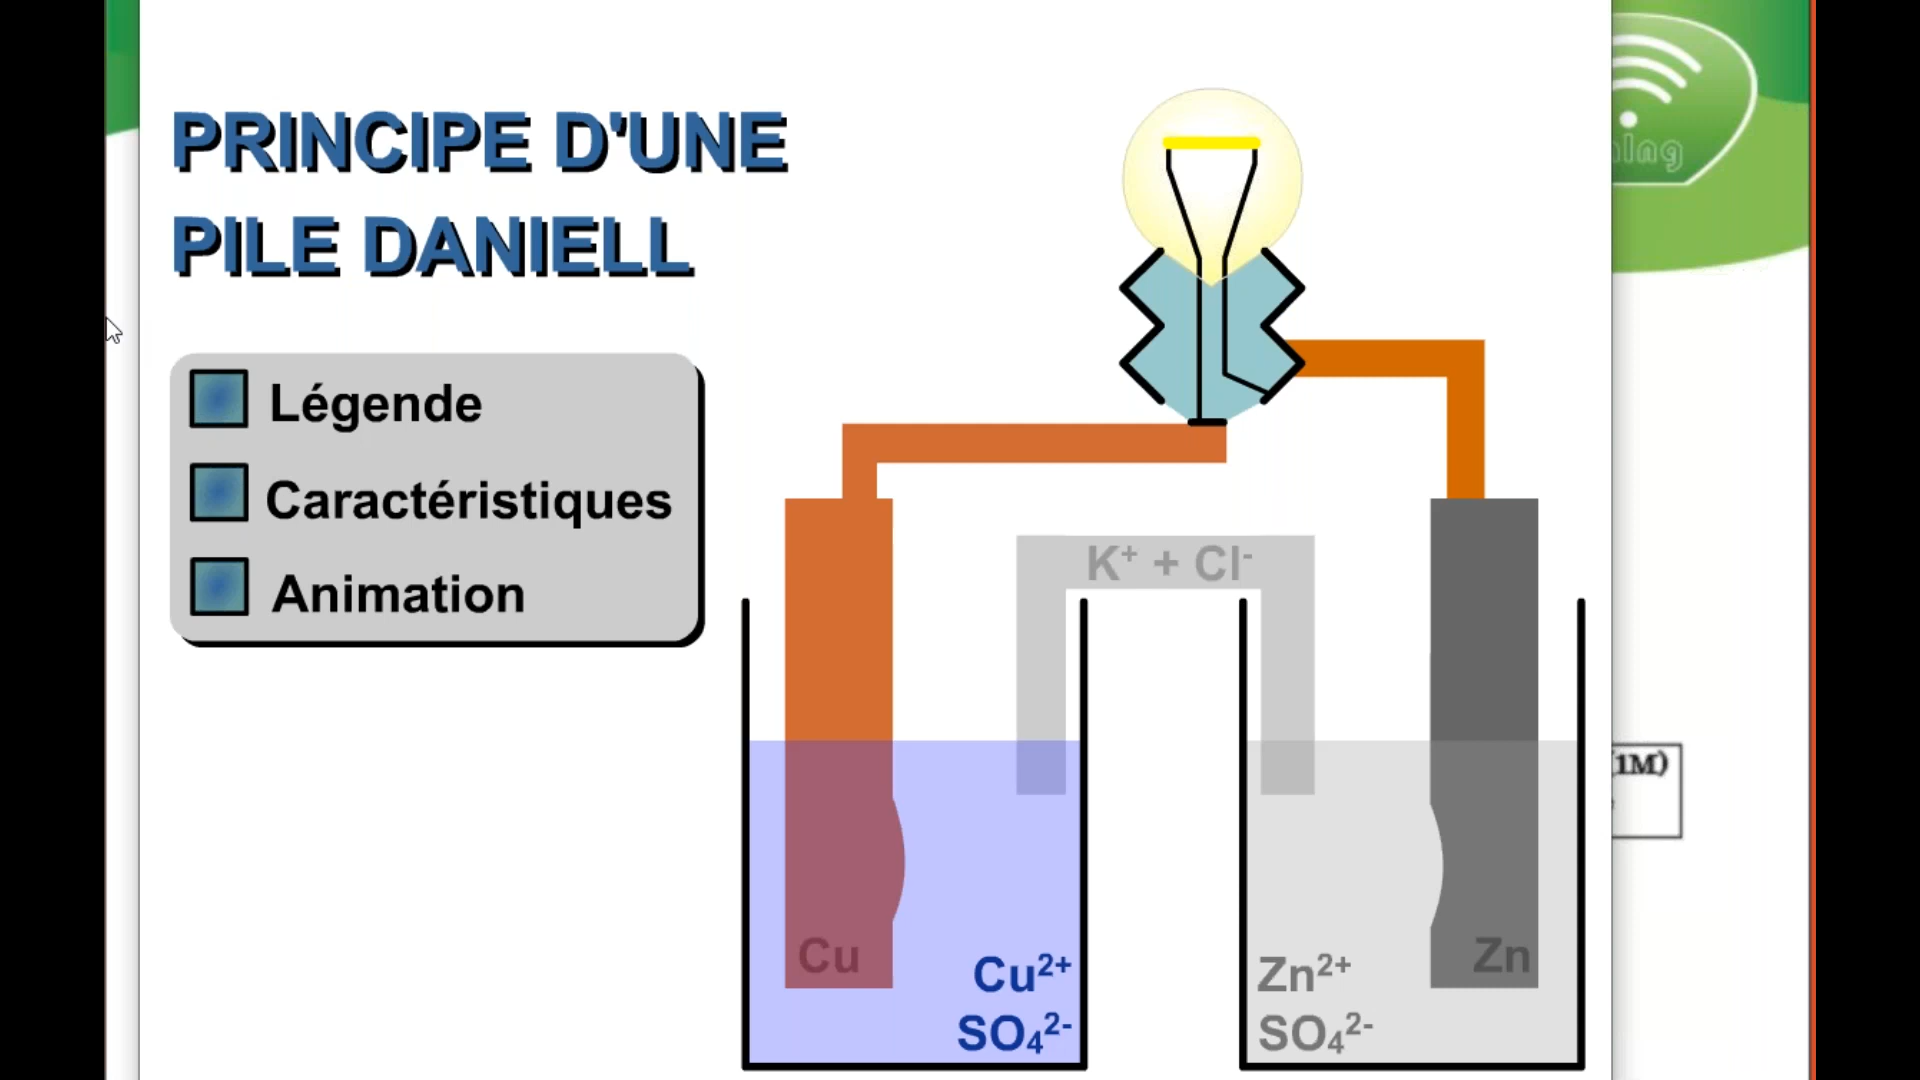 PRINCIPE D'UNE
PILE DANIELL
Légende
Caractéristiques
Animation
K⁺ + Cl⁻
Cu
Cu²⁺
SO₄²⁻
Zn²⁺
SO₄²⁻
Zn
(1M)